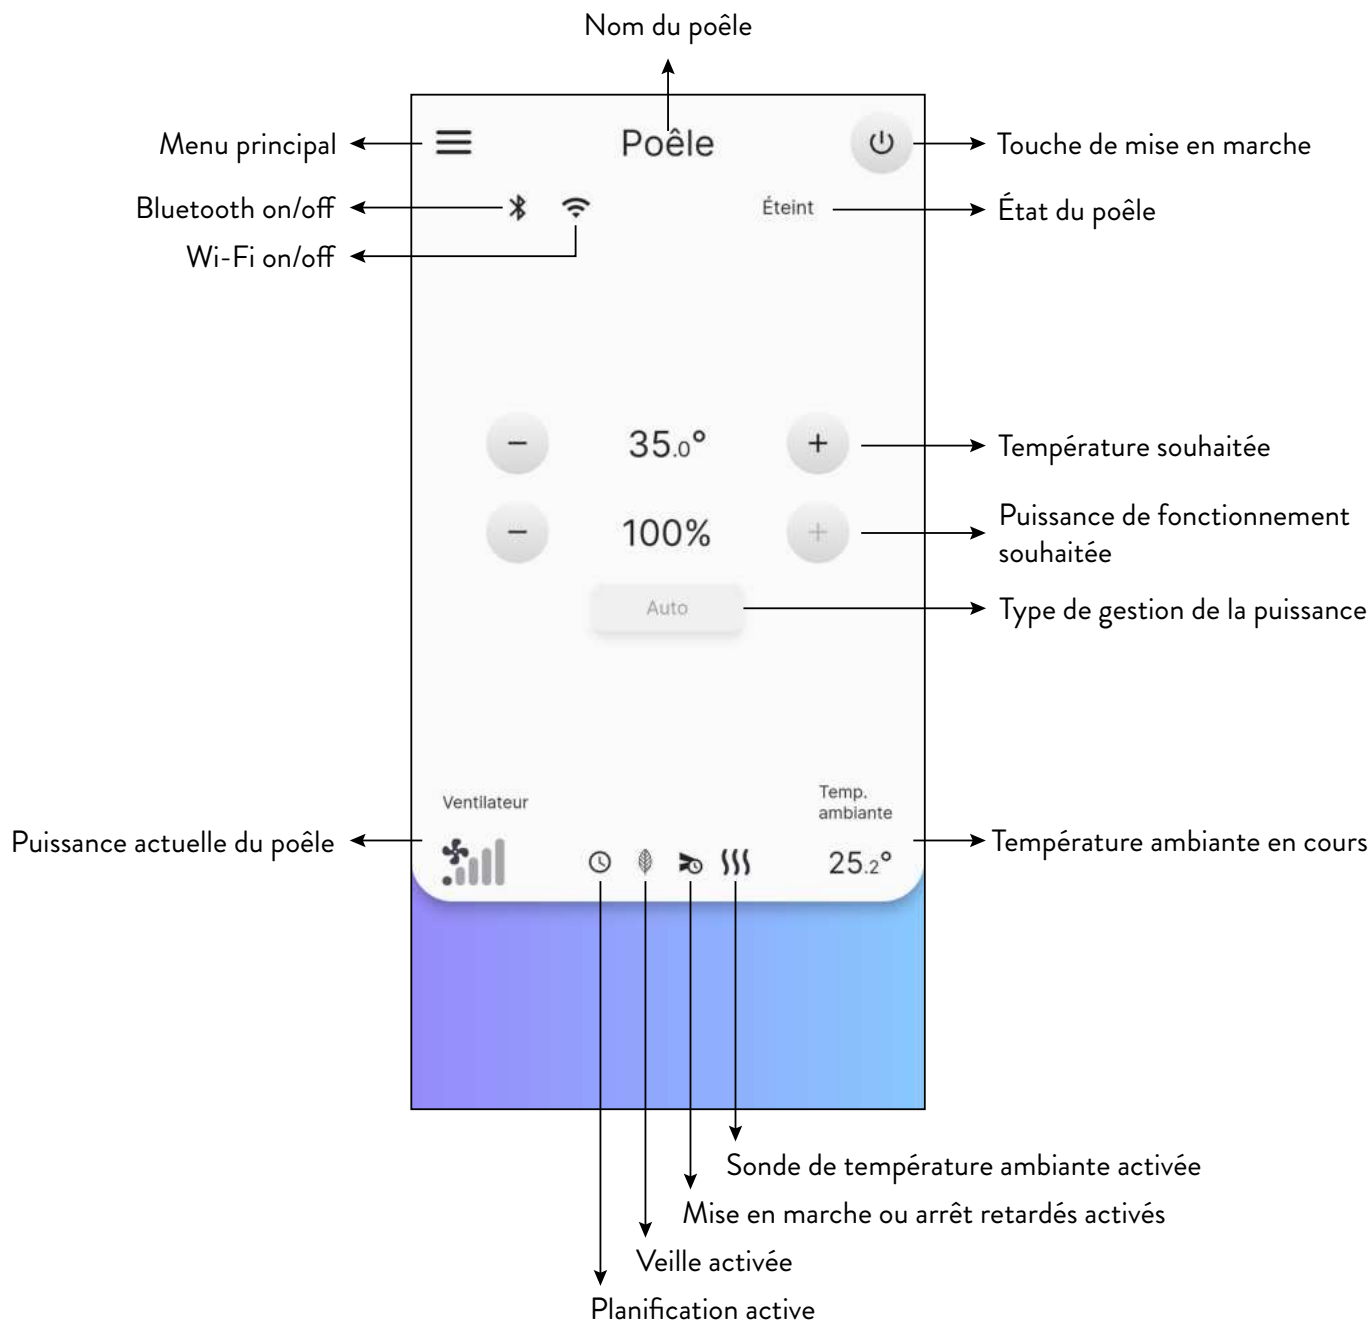 Nom du poêle
Menu principal
Poêle
Touche de mise en marche
Bluetooth on/off
Éteint
État du poêle
Wi-Fi on/off
−
35.0°
+
Température souhaitée
−
100%
+
Puissance de fonctionnement
souhaitée
Auto
Type de gestion de la puissance
Ventilateur
Temp.
ambiante
Puissance actuelle du poêle
25.2°
Température ambiante en cours
Sonde de température ambiante activée
Mise en marche ou arrêt retardés activés
Veille activée
Planification active